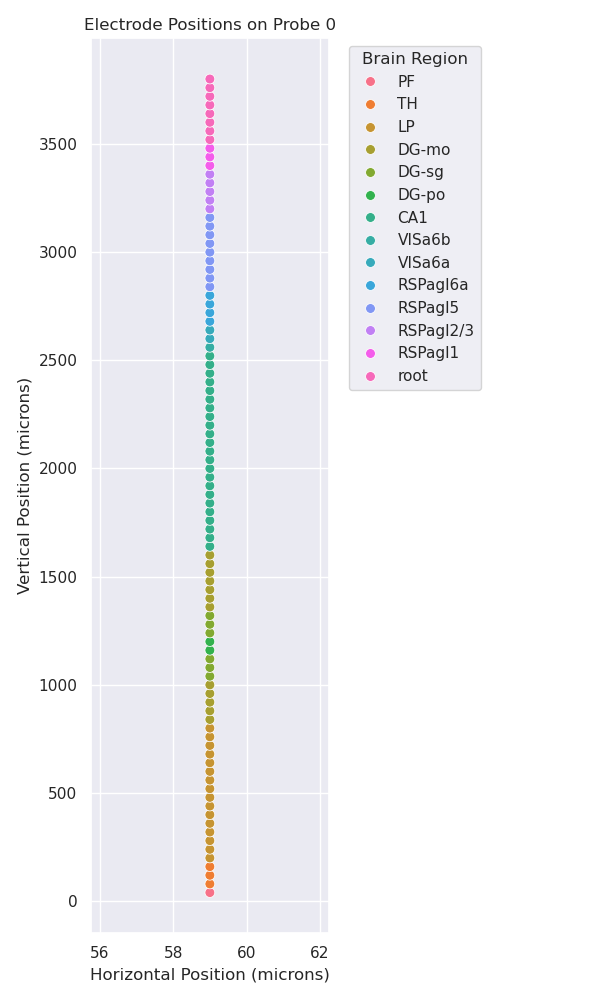 Electrode Positions on Probe 0
Brain Region
PF
TH
LP
DG-mo
DG-sg
DG-po
CA1
VISa6b
VISa6a
RSPagl6a
RSPagl5
RSPagl2/3
RSPagl1
root
Vertical Position (microns)
3500
3000
2500
2000
1500
1000
500
0
56 58 60 62
Horizontal Position (microns)